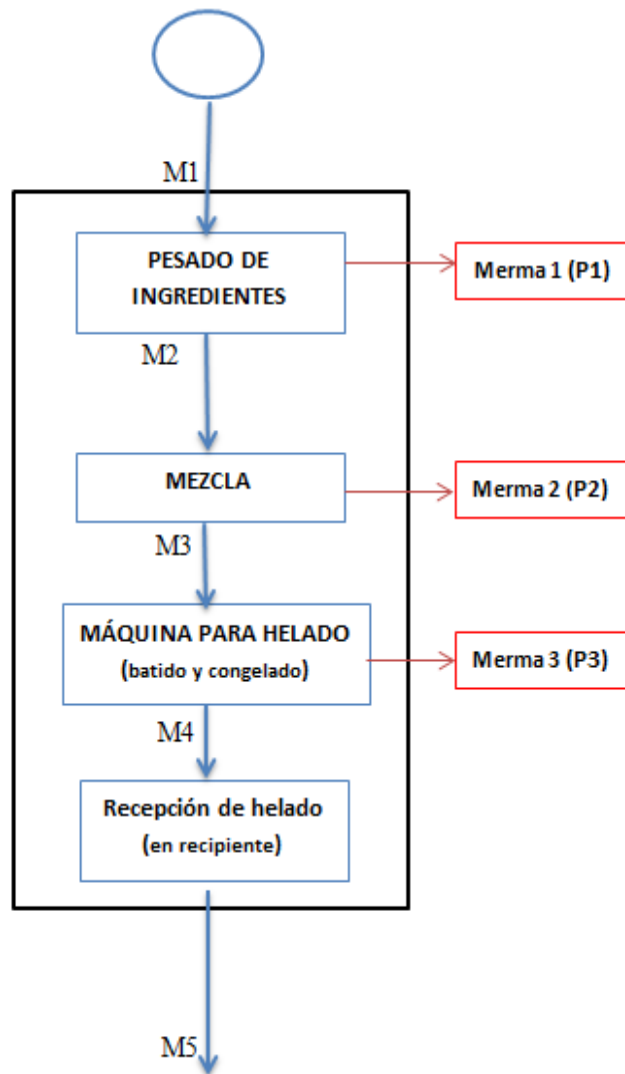 M1
PESADO DE
INGREDIENTES
Merma 1 (P1)
M2
MEZCLA
Merma 2 (P2)
M3
MÁQUINA PARA HELADO
(batido y congelado)
Merma 3 (P3)
M4
Recepción de helado
(en recipiente)
M5